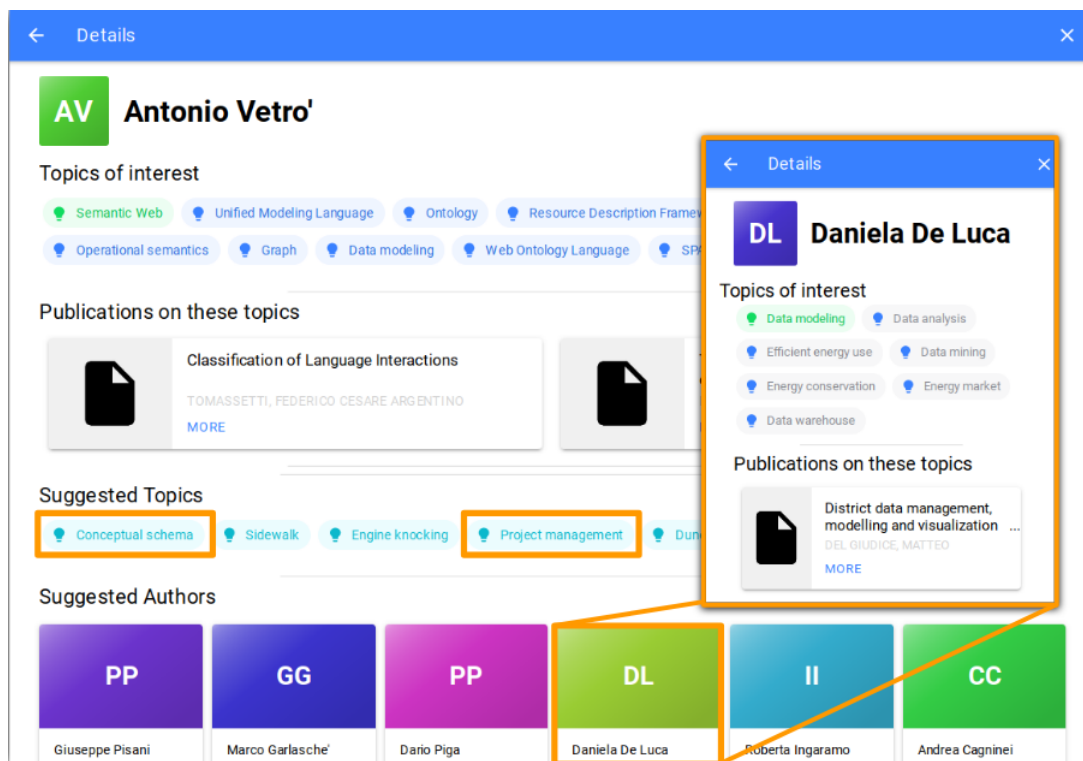 Details
AV Antonio Vetro'
Topics of interest
Semantic Web Unified Modeling Language Ontology Resource Description Framew
Operational semantics Graph Data modeling Web Ontology Language SPA
Publications on these topics
Classification of Language Interactions
TOMASSETTI, FEDERICO CESARE ARGENTINO
MORE
Suggested Topics
Conceptual schema Sidewalk Engine knocking Project management Dun
Suggested Authors
PP GG PP DL II CC
Giuseppe Pisani Marco Garlasche' Dario Piga Daniela De Luca Roberta Ingaramo Andrea Cagninei
Details
DL Daniela De Luca
Topics of interest
Data modeling Data analysis
Efficient energy use Data mining
Energy conservation Energy market
Data warehouse
Publications on these topics
District data management,
modelling and visualization ...
DEL GIUDICE, MATTEO
MORE